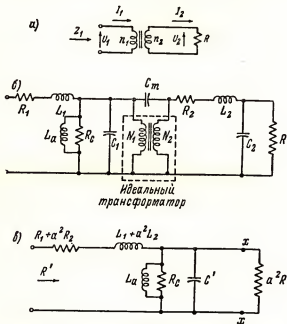 а)
I₁ I₂
Z₁ U₁ n₁ n₂ U₂ R
б)
R₁ L₁ Cm R₂ L₂
La Rc C₁ N₁ N₂ C₂ R
Идеальный
трансформатор
б)
R₁+a²R₂ L₁+a²L₂
x
R' La Rc C' a²R
x